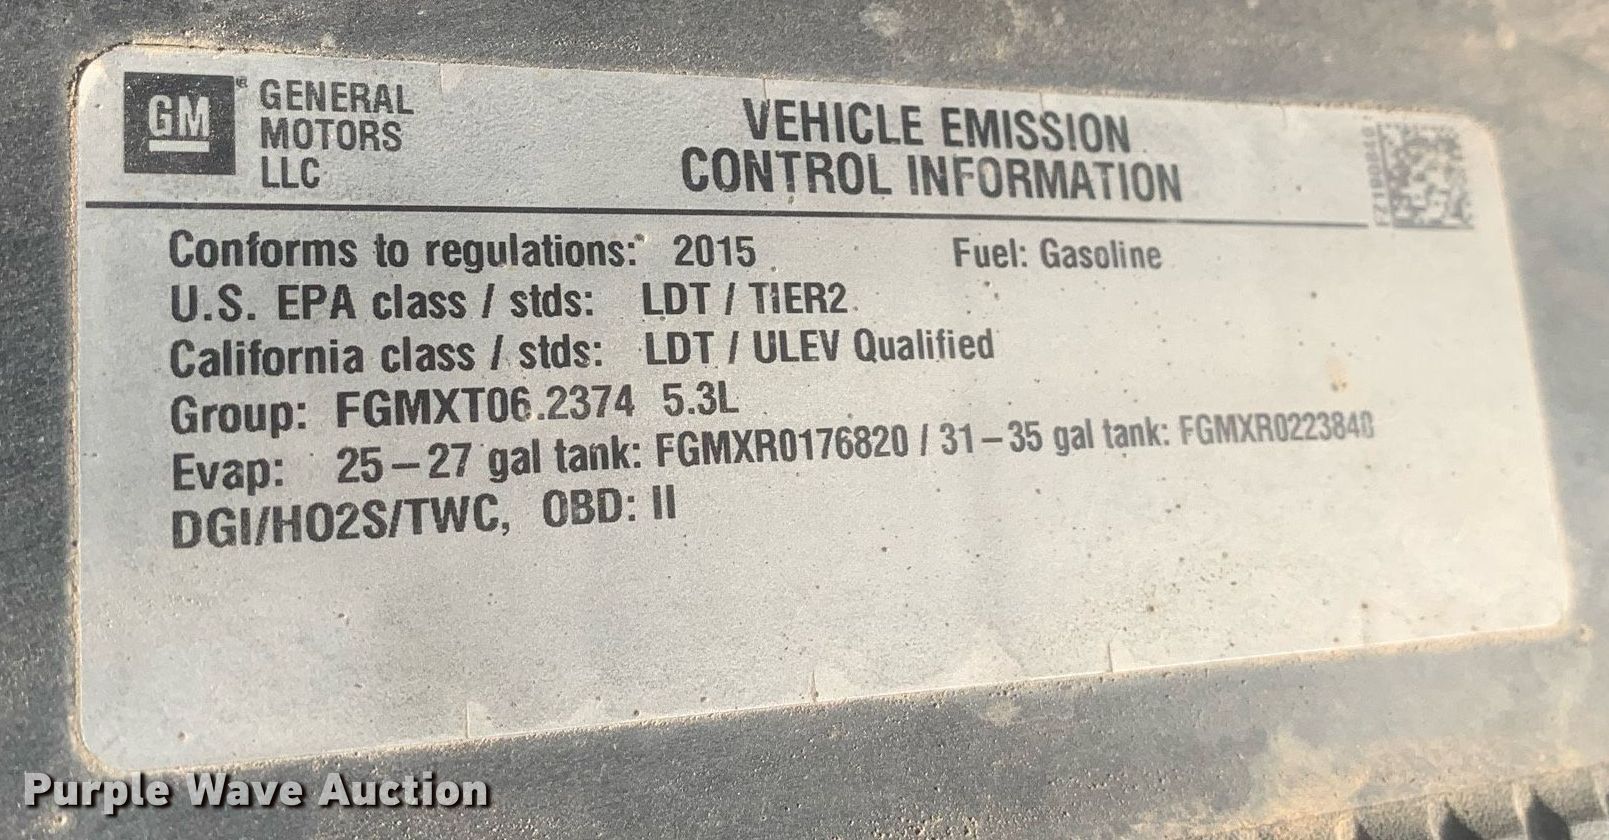 GM
GENERAL
MOTORS
LLC
VEHICLE EMISSION
CONTROL INFORMATION
Conforms to regulations: 2015 Fuel: Gasoline
U.S. EPA class / stds: LDT / TIER2
California class / stds: LDT / ULEV Qualified
Group: FGMXT06.2374 5.3L
Evap: 25–27 gal tank: FGMXR0176820 / 31–35 gal tank: FGMXR0223840
DGI/HO2S/TWC, OBD: II
Purple Wave Auction